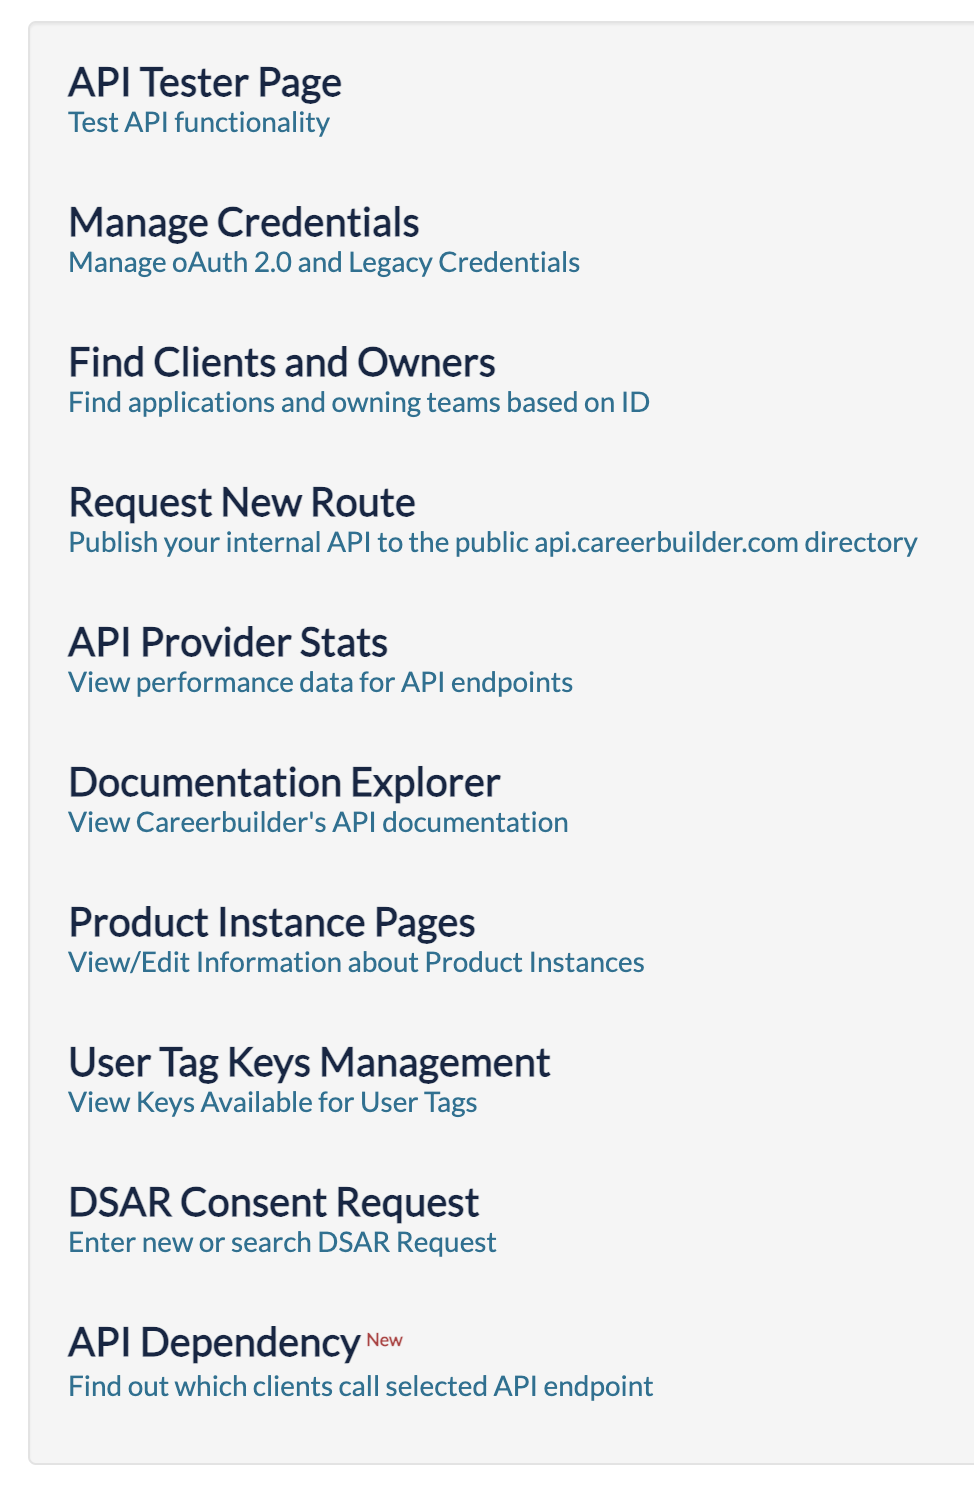 API Tester Page
Test API functionality
Manage Credentials
Manage oAuth 2.0 and Legacy Credentials
Find Clients and Owners
Find applications and owning teams based on ID
Request New Route
Publish your internal API to the public api.careerbuilder.com directory
API Provider Stats
View performance data for API endpoints
Documentation Explorer
View Careerbuilder's API documentation
Product Instance Pages
View/Edit Information about Product Instances
User Tag Keys Management
View Keys Available for User Tags
DSAR Consent Request
Enter new or search DSAR Request
API Dependency New
Find out which clients call selected API endpoint